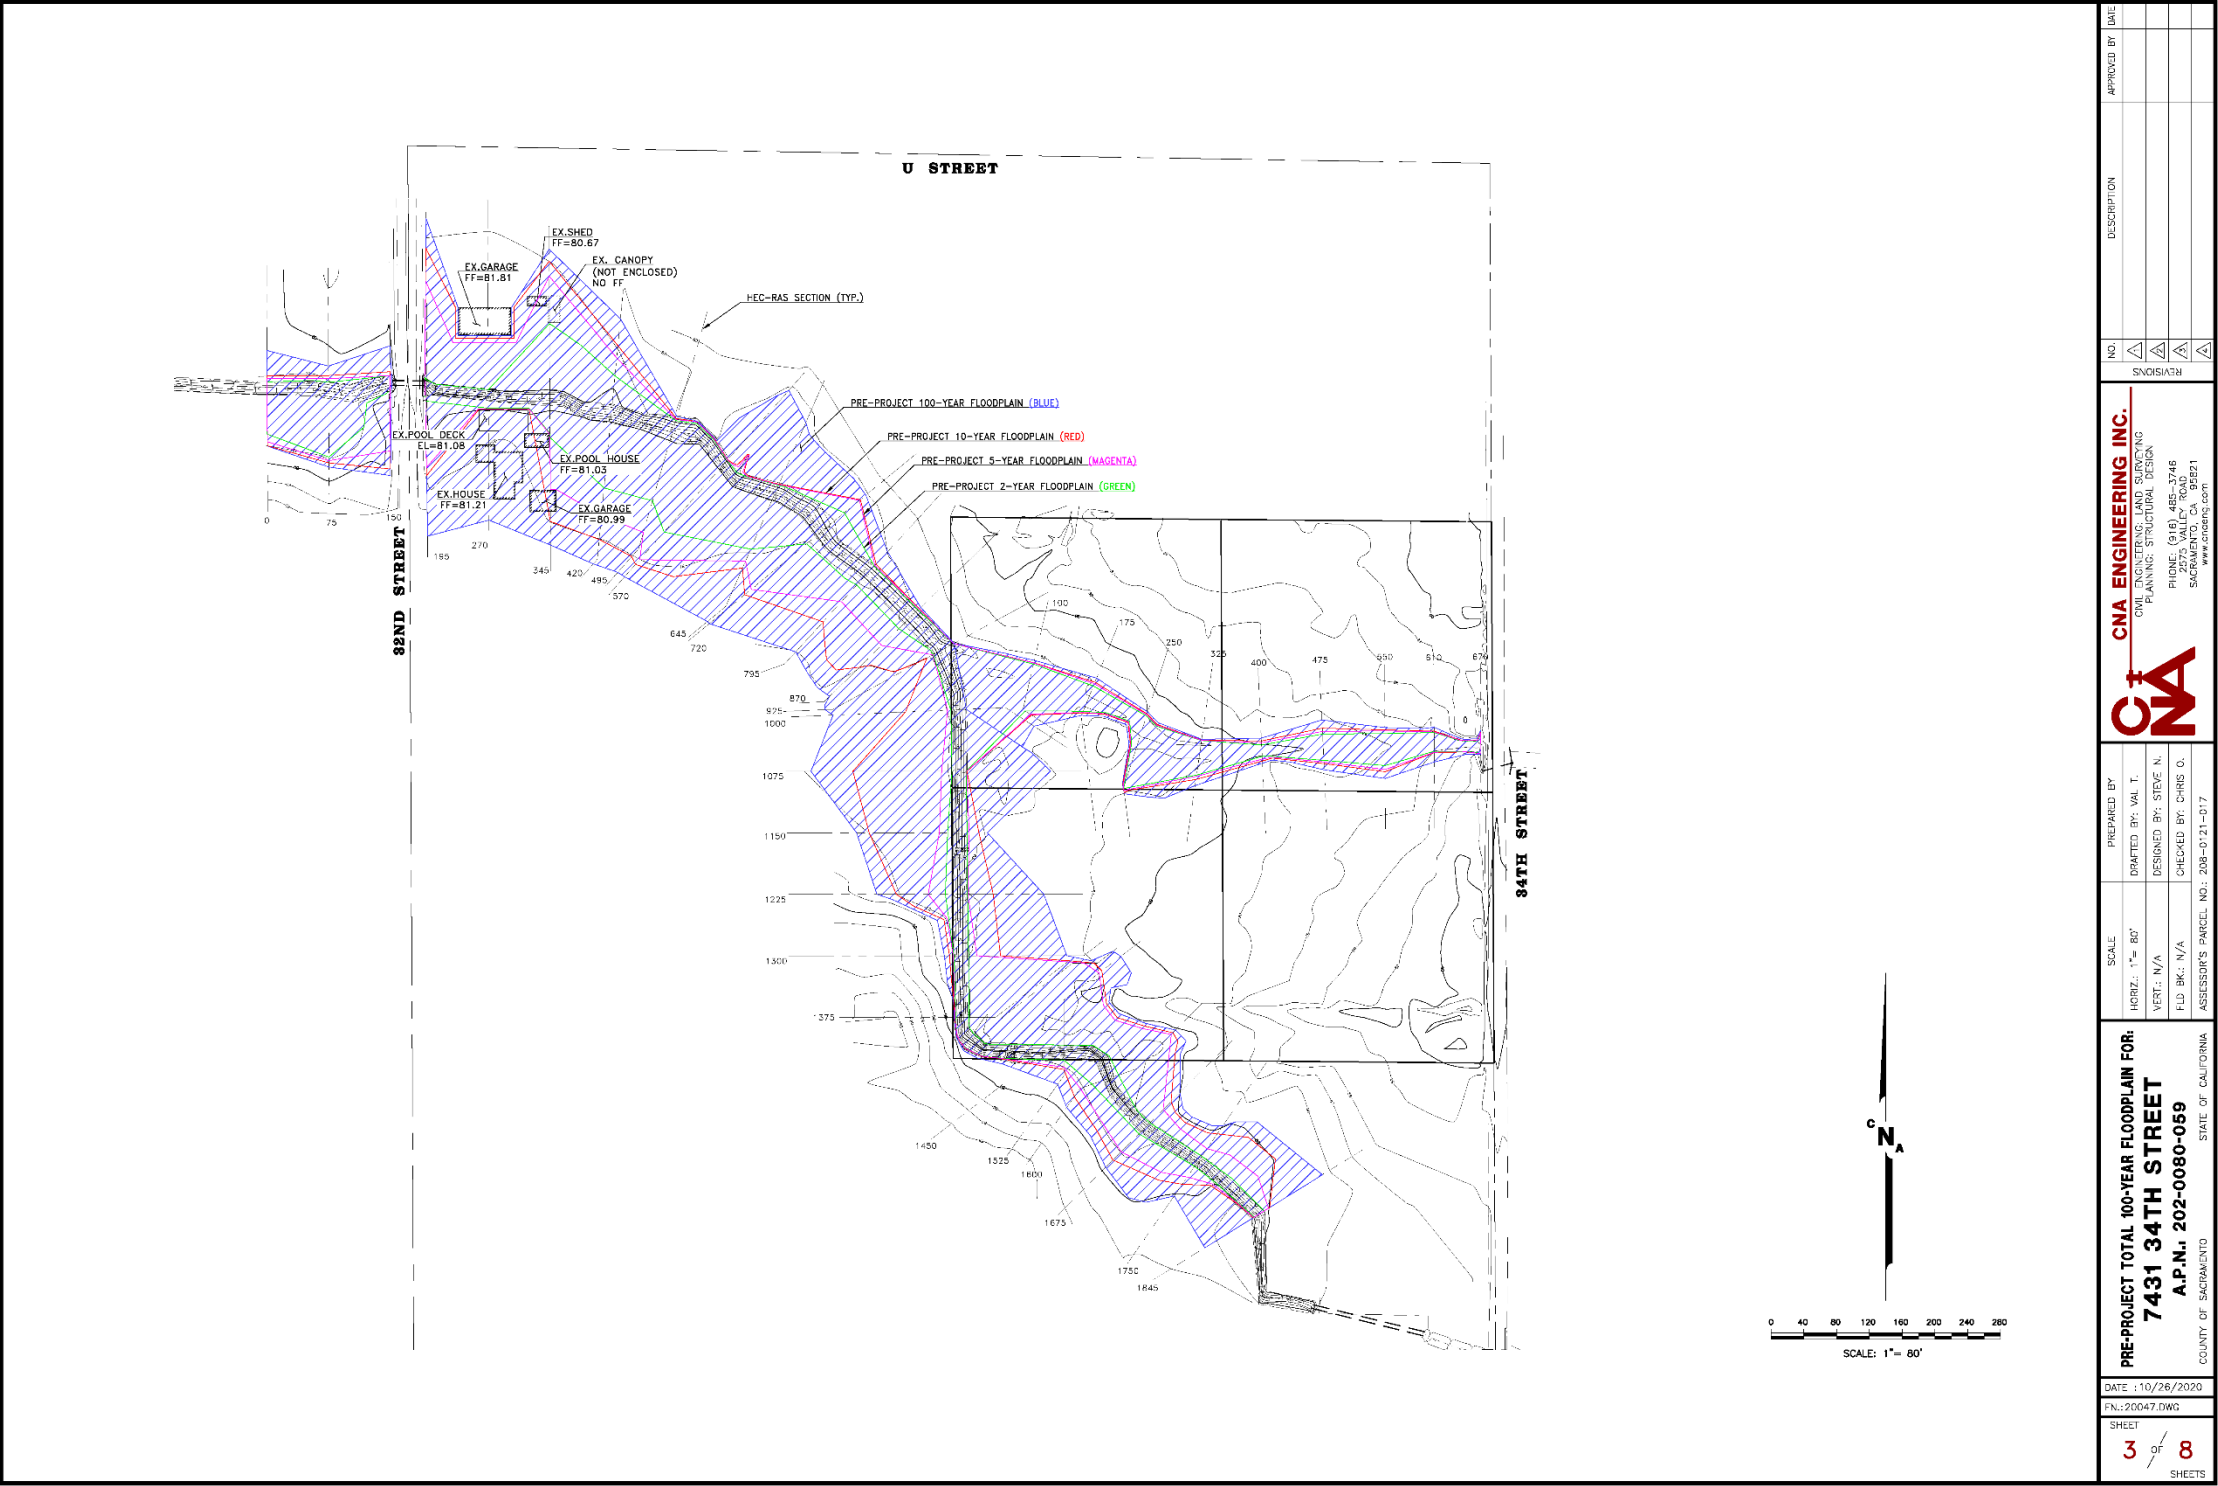 U STREET
EX.SHED
FF=80.67
EX.GARAGE
FF=81.81
EX. CANOPY
(NOT ENCLOSED)
NO FF
HEC-RAS SECTION (TYP.)
PRE-PROJECT 100-YEAR FLOODPLAIN (BLUE)
PRE-PROJECT 10-YEAR FLOODPLAIN (RED)
PRE-PROJECT 5-YEAR FLOODPLAIN (MAGENTA)
PRE-PROJECT 2-YEAR FLOODPLAIN (GREEN)
EX.POOL DECK
EL=81.08
EX.POOL HOUSE
FF=81.03
EX.HOUSE
FF=81.21
EX.GARAGE
FF=80.99
0
75
150
195
270
345
420
495
570
645
720
795
870
925
1000
1075
1150
1225
1300
1375
1450
1525
1600
1675
1750
1845
100
175
250
325
400
475
550
610
670
32ND STREET
34TH STREET
C N A
0 40 80 120 160 200 240 280
SCALE: 1"= 80'
NO. DESCRIPTION APPROVED BY DATE
1
2
3
4
REVISIONS
CNA ENGINEERING INC.
CIVIL ENGINEERING; LAND SURVEYING
PLANNING; STRUCTURAL DESIGN
PHONE: (916) 485-3746
2575 VALLEY ROAD
SACRAMENTO, CA 95821
www.cnaeng.com
CNA
SCALE PREPARED BY
HORIZ.: 1"= 80' DRAFTED BY: VAL T.
VERT.: N/A DESIGNED BY: STEVE N.
FLD BK.: N/A CHECKED BY: CHRIS O.
ASSESSOR'S PARCEL NO.: 208-0121-017
PRE-PROJECT TOTAL 100-YEAR FLOODPLAIN FOR:
7431 34TH STREET
A.P.N.: 202-0080-059
COUNTY OF SACRAMENTO STATE OF CALIFORNIA
DATE :10/26/2020
FN.:20047.DWG
SHEET
3 OF 8
SHEETS